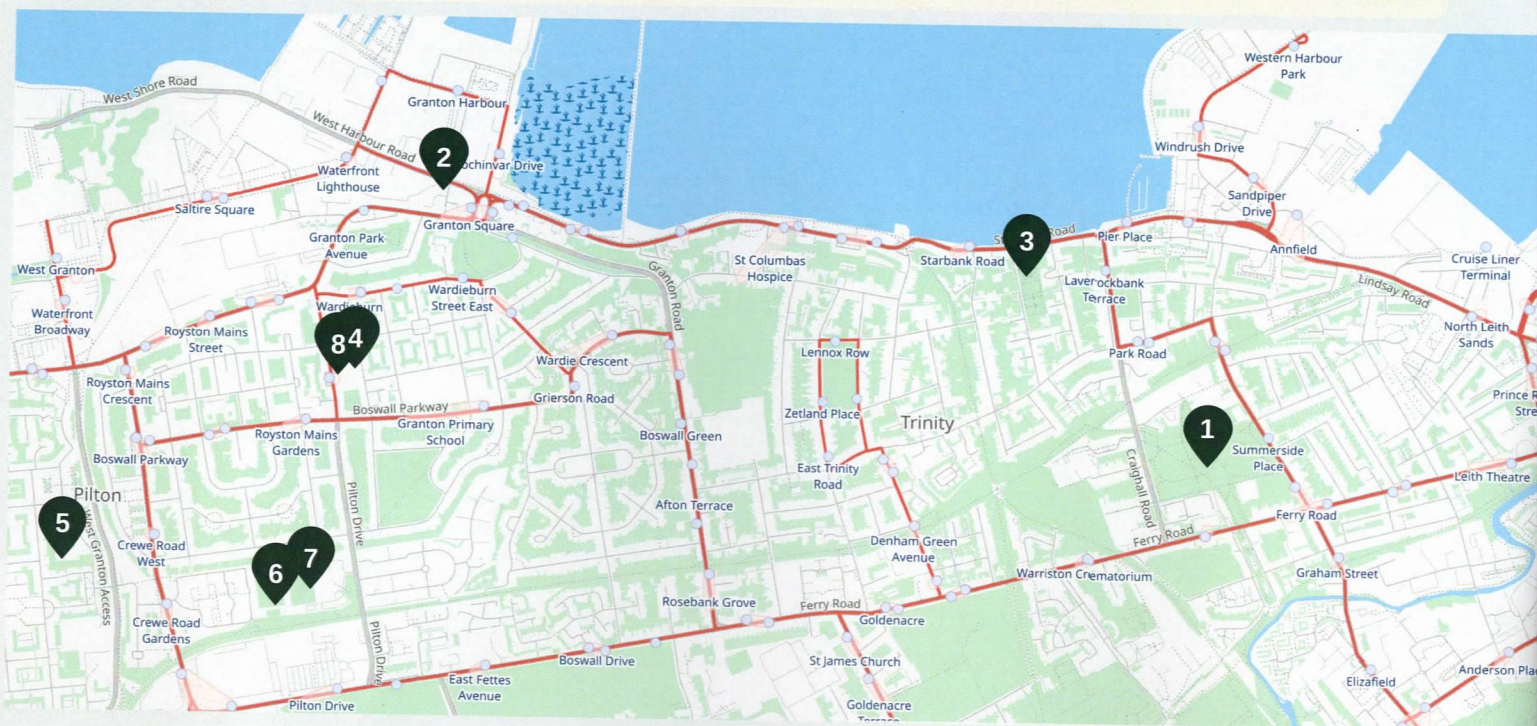 Western Harbour
Park
West Shore Road
Granton Harbour
West Harbour Road
2
Windrush Drive
Waterfront
Lighthouse
Saltire Square
Sandpiper
Drive
Granton Square
3
Pier Place
Granton Park
Avenue
Annfield
St Columbas
Hospice
Starbank Road
West Granton
Cruise Liner
Terminal
Granton Road
Laverockbank
Terrace
Lindsay Road
Wardieburn
Street East
Wardieburn
Waterfront
Broadway
Royston Mains
Street
North Leith
Sands
8
4
Lennox Row
Park Road
Wardie Crescent
Royston Mains
Crescent
Grierson Road
Boswall Parkway
Granton Primary
School
Zetland Place
Trinity
1
Royston Mains
Gardens
Boswall Green
Boswall Parkway
Summerside
Place
East Trinity
Road
Craighall Road
Leith Theatre
Pilton
Afton Terrace
Pilton Drive
Ferry Road
5
West Granton Access
Crewe Road
West
Denham Green
Avenue
Ferry Road
6
7
Warriston Crematorium
Graham Street
Rosebank Grove
Ferry Road
Goldenacre
Crewe Road
Gardens
Pilton Drive
Boswall Drive
St James Church
Anderson
Elizafield
East Fettes
Avenue
Pilton Drive
Goldenacre